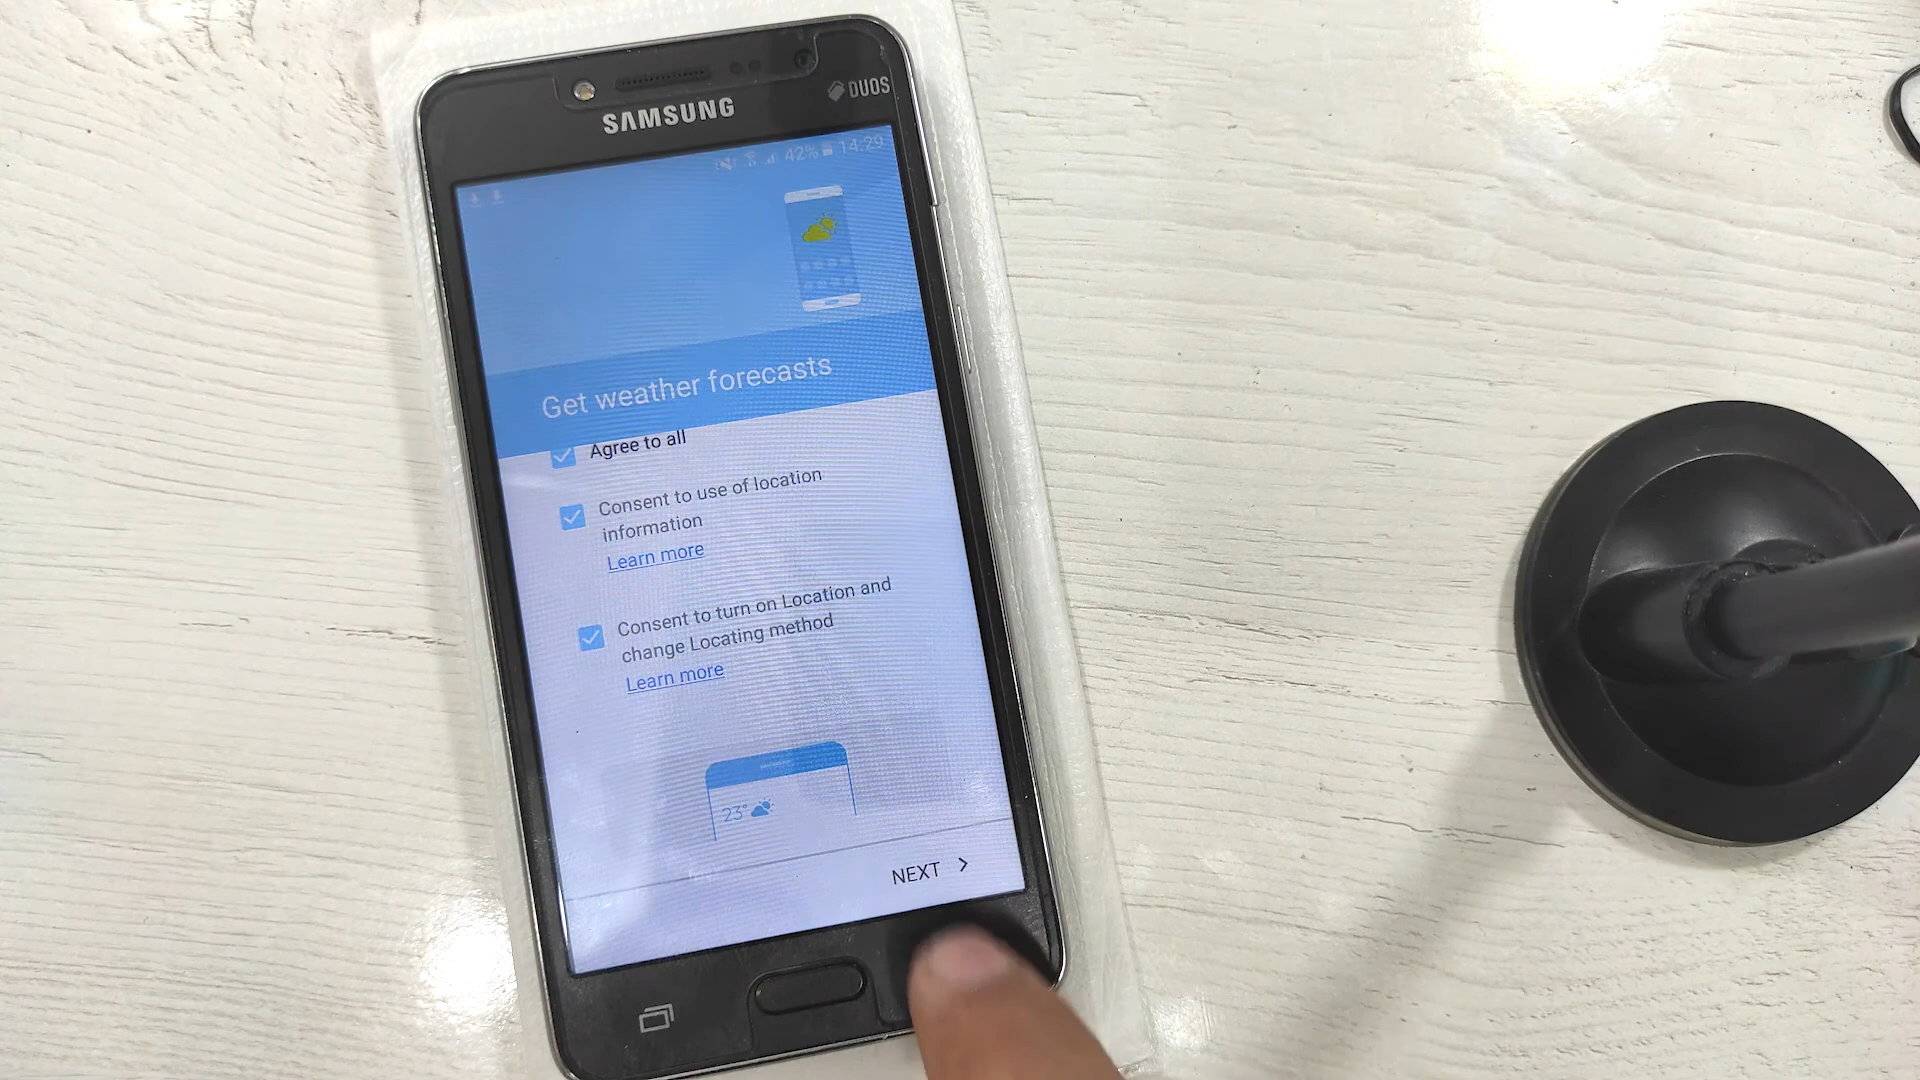 SAMSUNG
DUOS
42% 14:29
Get weather forecasts
Agree to all
Consent to use of location
information
Learn more
Consent to turn on Location and
change Locating method
Learn more
23°
NEXT >